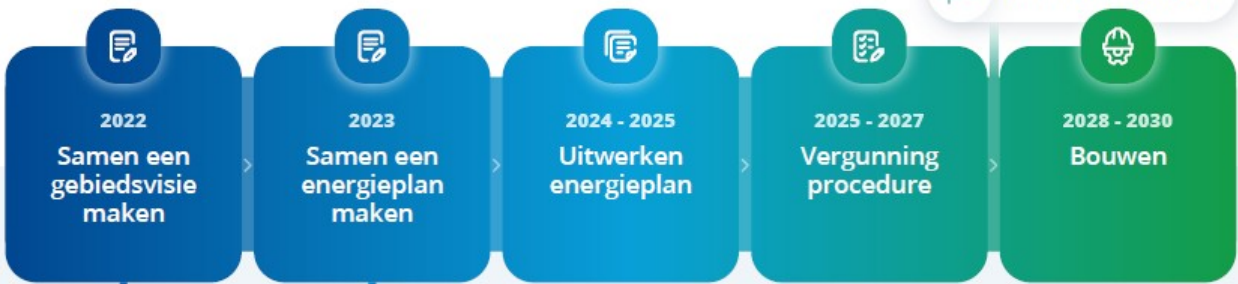 2022
Samen een
gebiedsvisie
maken
2023
Samen een
energieplan
maken
2024 - 2025
Uitwerken
energieplan
2025 - 2027
Vergunning
procedure
2028 - 2030
Bouwen